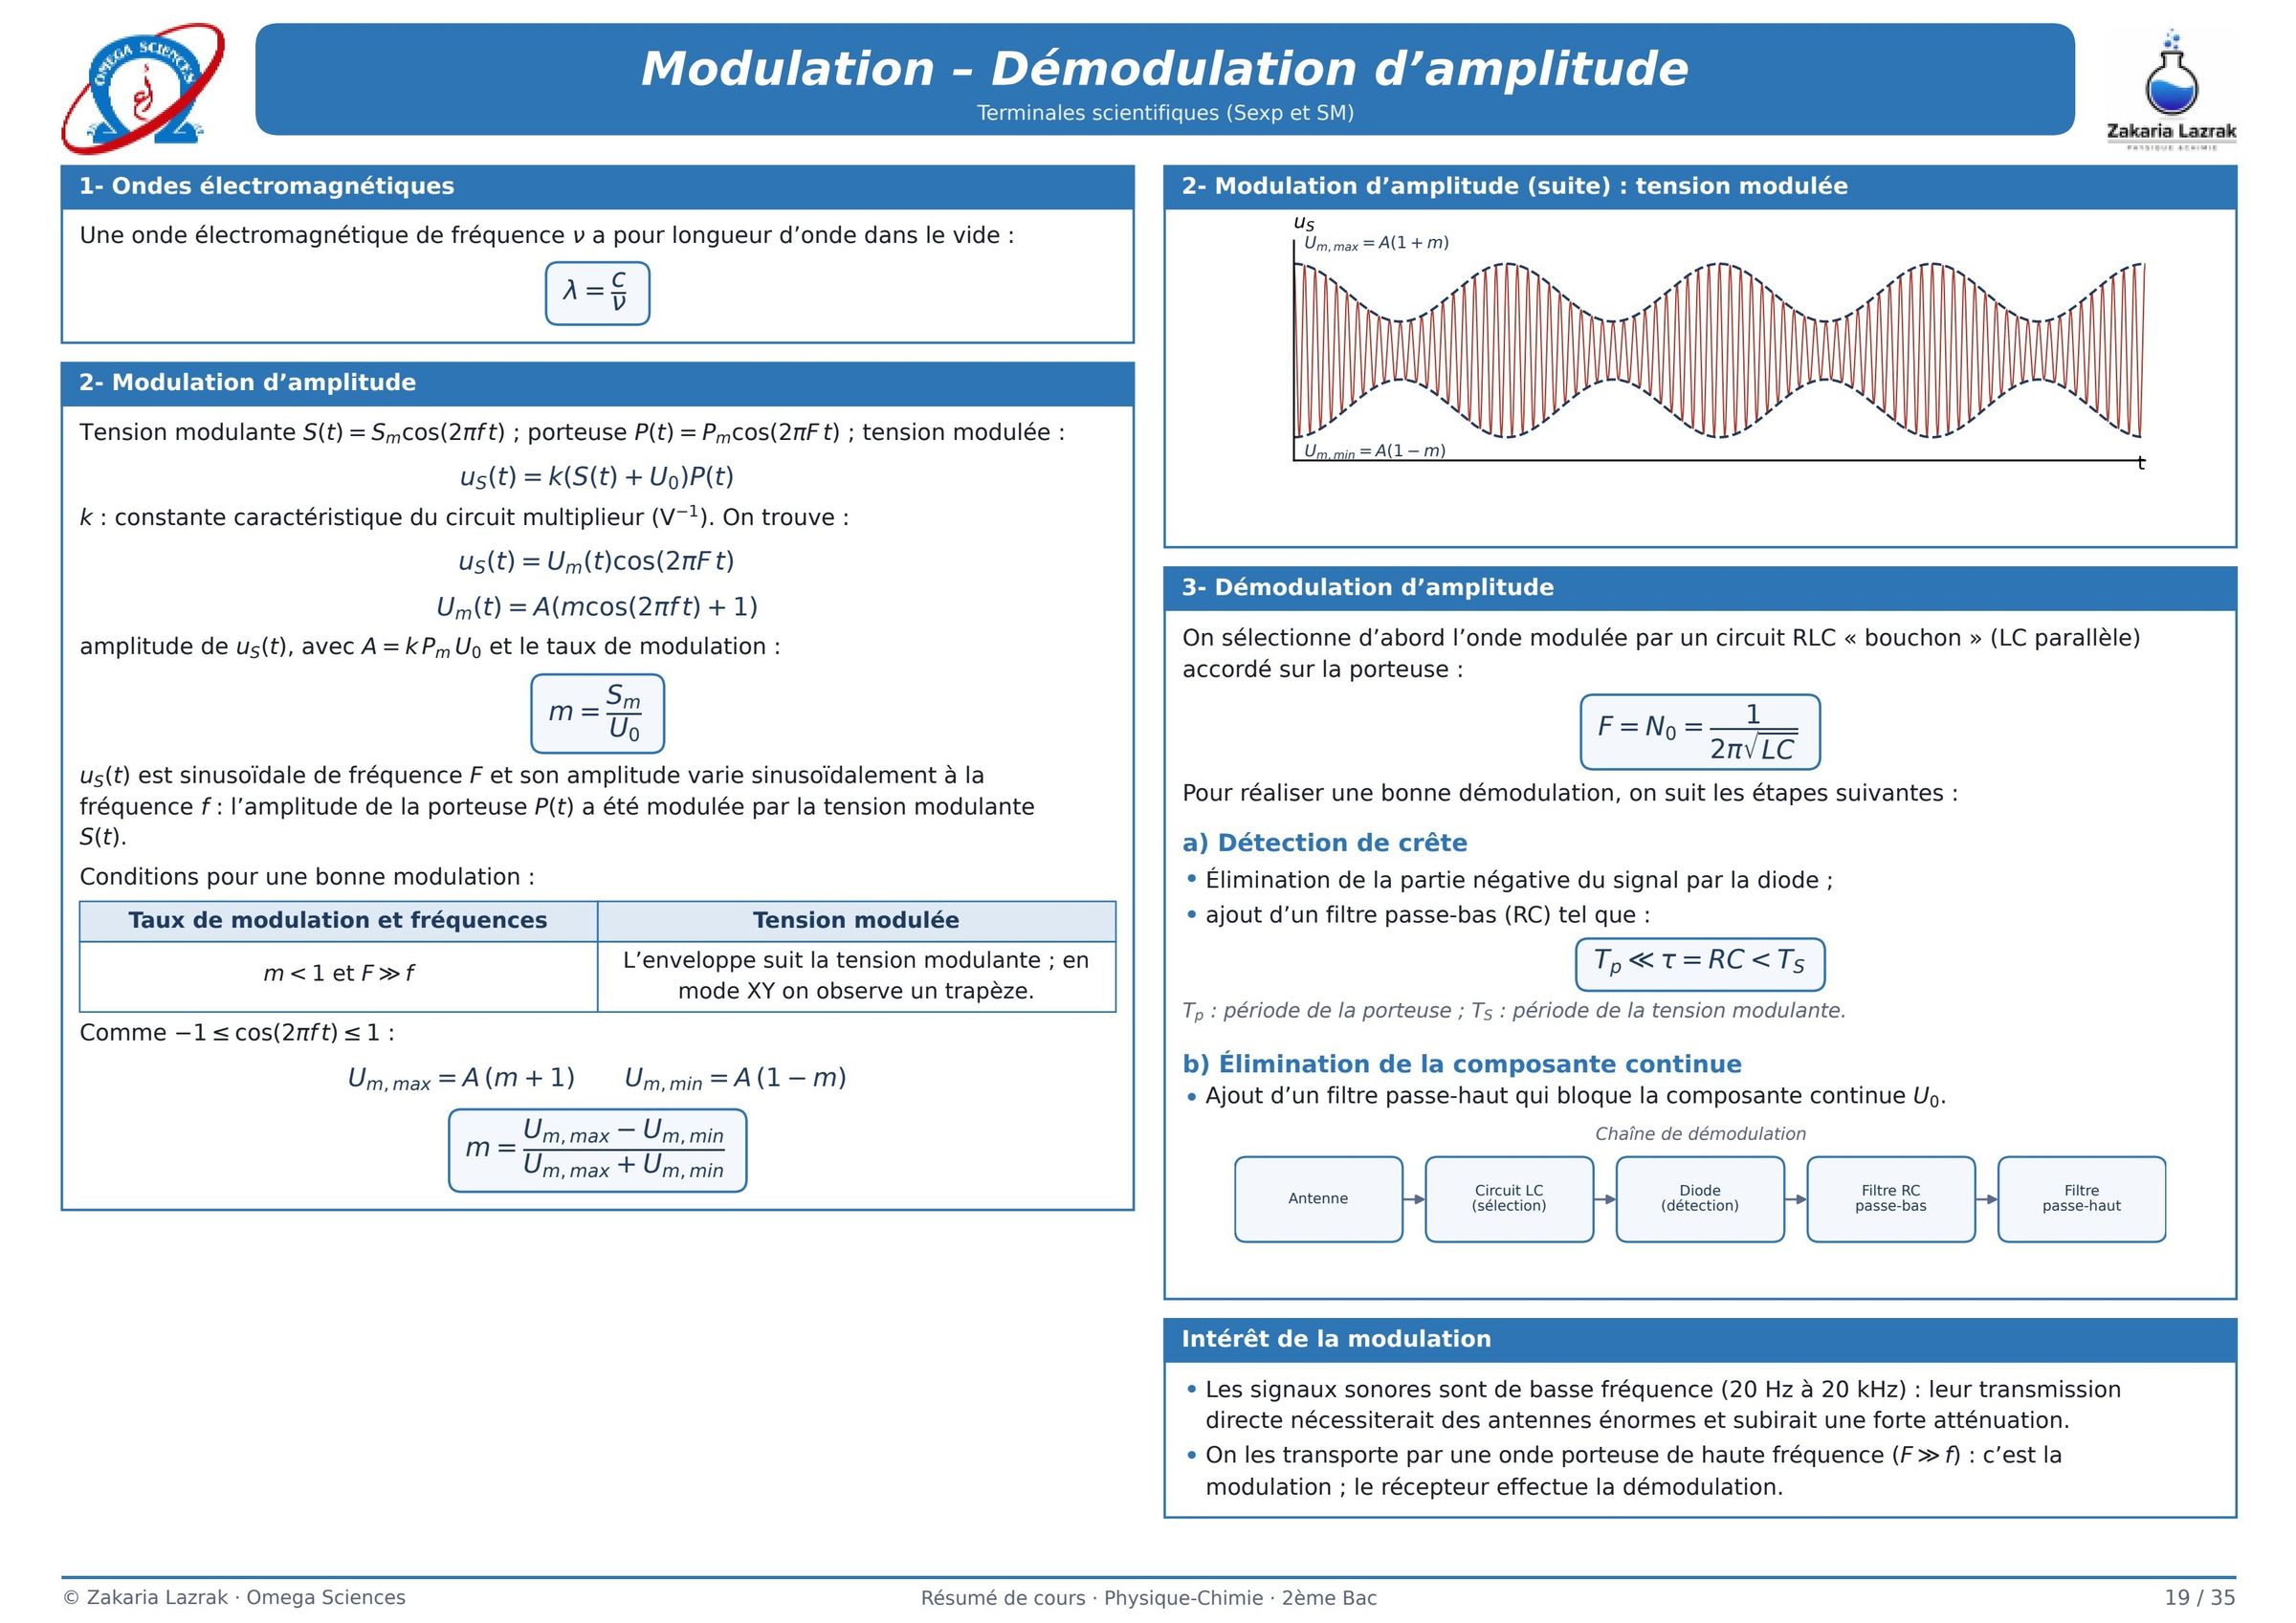 OMEGA SCIENCES
Modulation – Démodulation d’amplitude
Terminales scientifiques (Sexp et SM)
Zakaria Lazrak
PHYSIQUE &CHIMIE
1- Ondes électromagnétiques
Une onde électromagnétique de fréquence ν a pour longueur d’onde dans le vide :
λ = c/ν
2- Modulation d’amplitude
Tension modulante S(t) = S_m cos(2πft) ; porteuse P(t) = P_m cos(2πFt) ; tension modulée :
u_S(t) = k(S(t) + U_0)P(t)
k : constante caractéristique du circuit multiplieur (V⁻¹). On trouve :
u_S(t) = U_m(t)cos(2πFt)
U_m(t) = A(mcos(2πft) + 1)
amplitude de u_S(t), avec A = k P_m U_0 et le taux de modulation :
m = S_m/U_0
u_S(t) est sinusoïdale de fréquence F et son amplitude varie sinusoïdalement à la
fréquence f : l’amplitude de la porteuse P(t) a été modulée par la tension modulante
S(t).
Conditions pour une bonne modulation :
Taux de modulation et fréquences
Tension modulée
m < 1 et F ≫ f
L’enveloppe suit la tension modulante ; en
mode XY on observe un trapèze.
Comme −1 ≤ cos(2πft) ≤ 1 :
U_m,max = A (m + 1) U_m,min = A (1 − m)
m = (U_m,max − U_m,min)/(U_m,max + U_m,min)
2- Modulation d’amplitude (suite) : tension modulée
u_S
U_m,max = A(1 + m)
U_m,min = A(1 − m)
t
3- Démodulation d’amplitude
On sélectionne d’abord l’onde modulée par un circuit RLC « bouchon » (LC parallèle)
accordé sur la porteuse :
F = N_0 = 1/(2π√LC)
Pour réaliser une bonne démodulation, on suit les étapes suivantes :
a) Détection de crête
• Élimination de la partie négative du signal par la diode ;
• ajout d’un filtre passe-bas (RC) tel que :
T_p ≪ τ = RC < T_S
T_p : période de la porteuse ; T_S : période de la tension modulante.
b) Élimination de la composante continue
• Ajout d’un filtre passe-haut qui bloque la composante continue U_0.
Chaîne de démodulation
Antenne
Circuit LC
(sélection)
Diode
(détection)
Filtre RC
passe-bas
Filtre
passe-haut
Intérêt de la modulation
• Les signaux sonores sont de basse fréquence (20 Hz à 20 kHz) : leur transmission
directe nécessiterait des antennes énormes et subirait une forte atténuation.
• On les transporte par une onde porteuse de haute fréquence (F ≫ f) : c’est la
modulation ; le récepteur effectue la démodulation.
© Zakaria Lazrak · Omega Sciences
Résumé de cours · Physique-Chimie · 2ème Bac
19 / 35